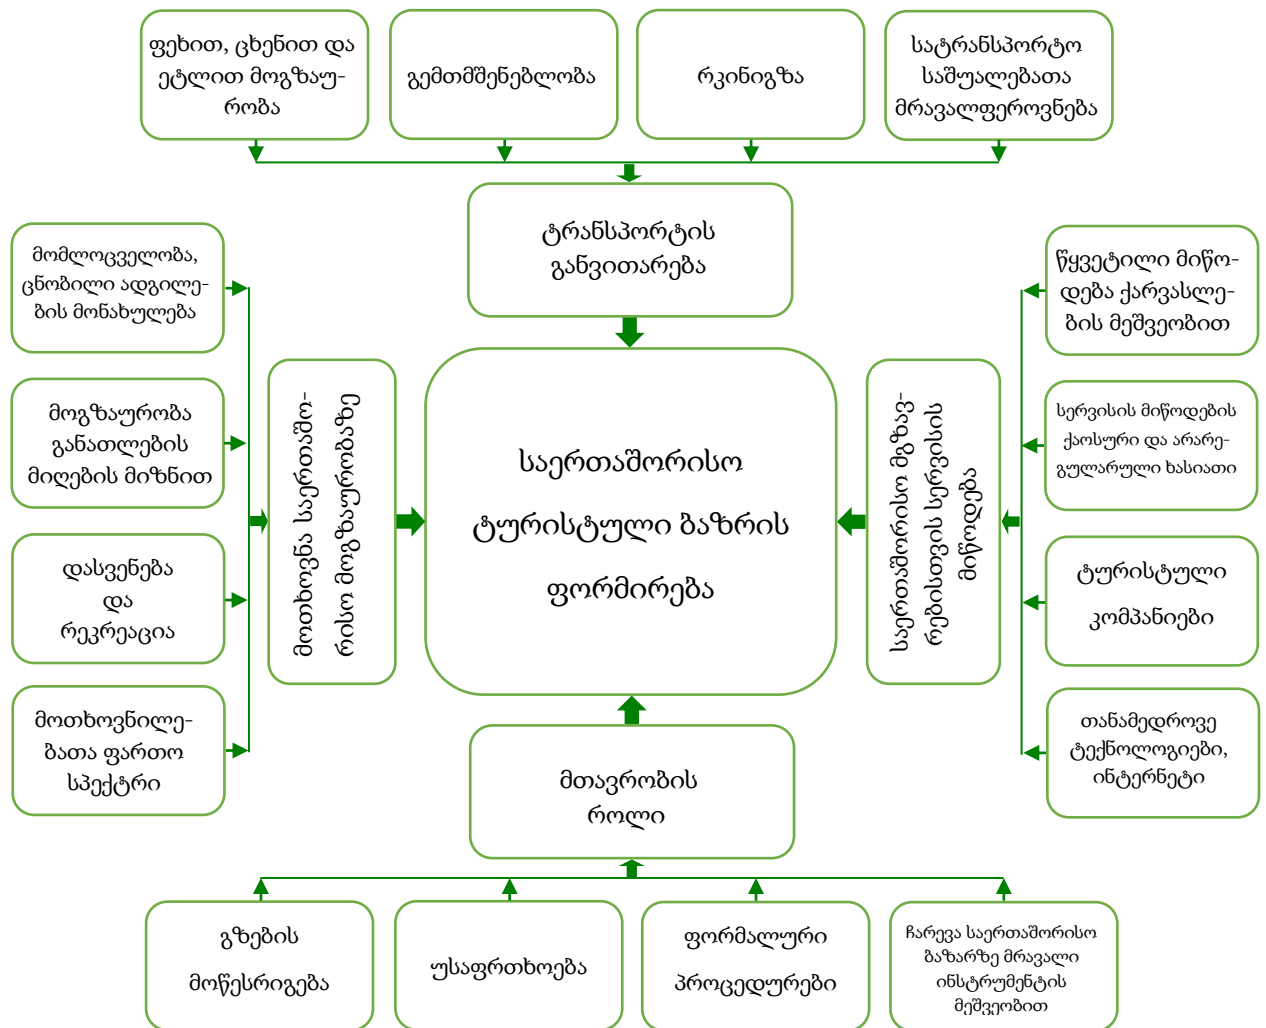 ფეხით, ცხენით და
ეტლით მოგზაუ-
რობა
გემთმშენებლობა
რკინიგზა
სატრანსპორტო
საშუალებათა
მრავალფეროვნება
ტრანსპორტის
განვითარება
მომლოცველობა,
ცნობილი ადგილე-
ბის მონახულება
მოგზაურობა
განათლების
მიღების მიზნით
დასვენება
და
რეკრეაცია
მოთხოვნილე-
ბათა ფართო
სპექტრი
მოთხოვნა საერთაშო-
რისო მოგზაურობაზე
საერთაშორისო
ტურისტული ბაზრის
ფორმირება
საერთაშორისო მგზავ-
რებისთვის სერვისის
მიწოდება
წყვეტილი მიწო-
დება ქარვასლე-
ბის მეშვეობით
სერვისის მიწოდების
ქაოსური და არარე-
გულარული ხასიათი
ტურისტული
კომპანიები
თანამედროვე
ტექნოლოგიები,
ინტერნეტი
მთავრობის
როლი
გზების
მოწესრიგება
უსაფრთხოება
ფორმალური
პროცედურები
ჩარევა საერთაშორისო
ბაზარზე მრავალი
ინსტრუმენტის
მეშვეობით